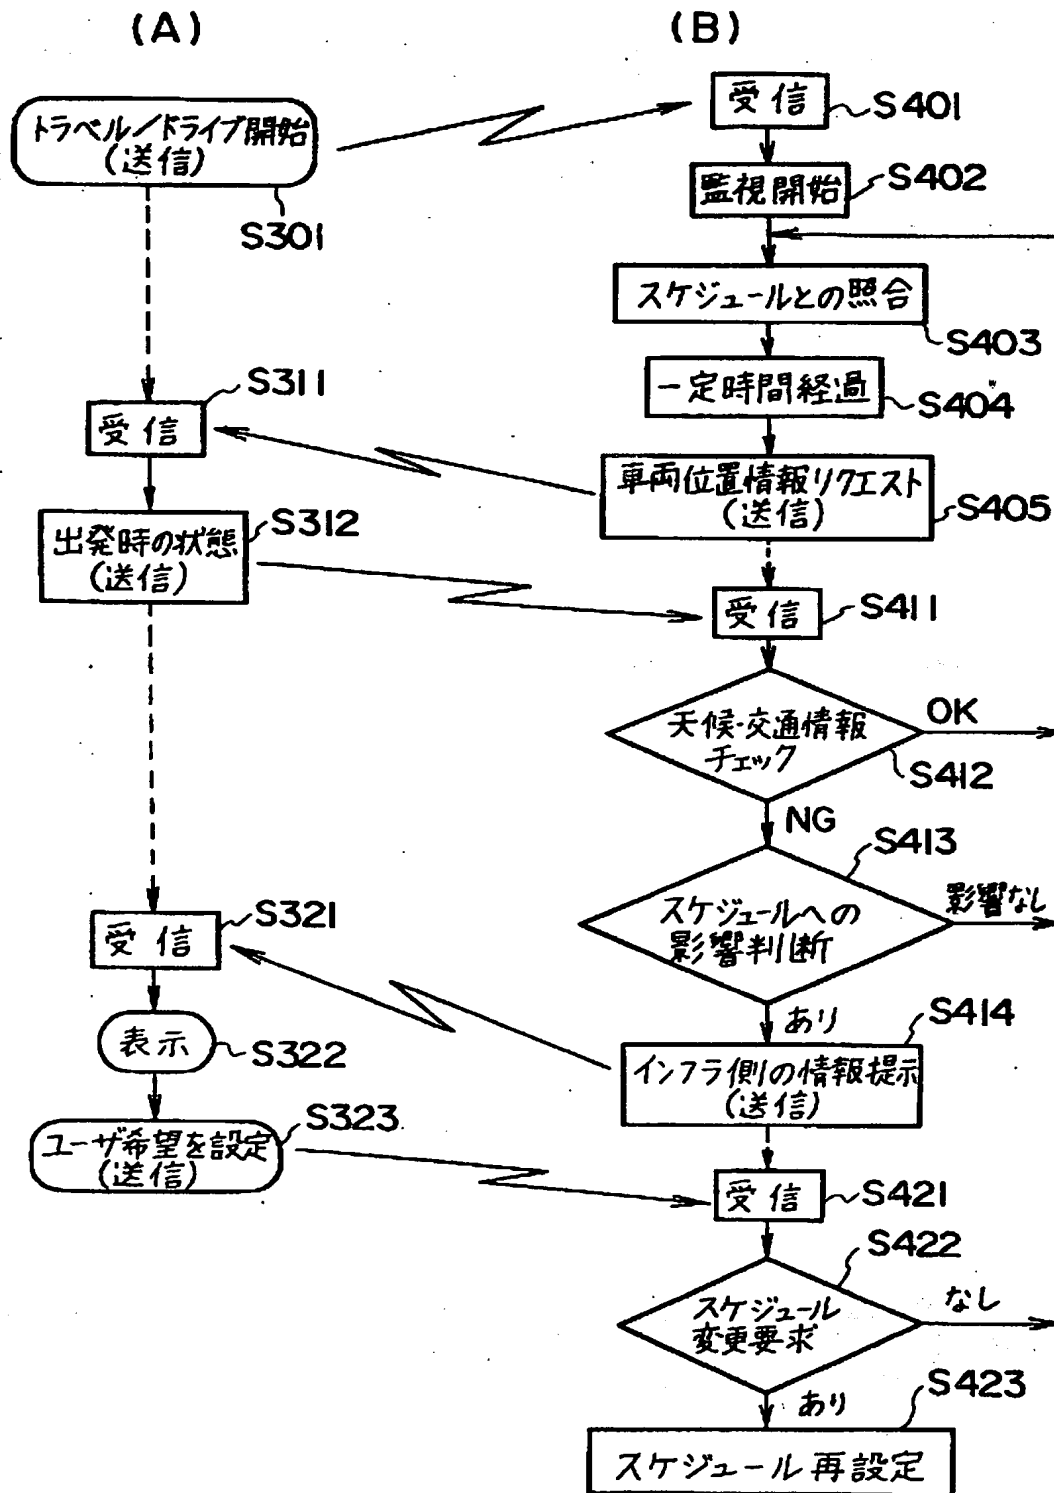 (A)
(B)
トラベル/ドライブ開始
(送信)
S301
受信
S401
監視開始
S402
スケジュールとの照合
S403
一定時間経過
S404
受信
S311
車両位置情報リクエスト
(送信)
S405
出発時の状態
(送信)
S312
受信
S411
天候・交通情報
チェック
OK
S412
NG
スケジュールへの
影響判断
S413
影響なし
受信
S321
あり
インフラ側の情報提示
(送信)
S414
表示
S322
ユーザ希望を設定
(送信)
S323
受信
S421
スケジュール
変更要求
S422
なし
あり
スケジュール再設定
S423